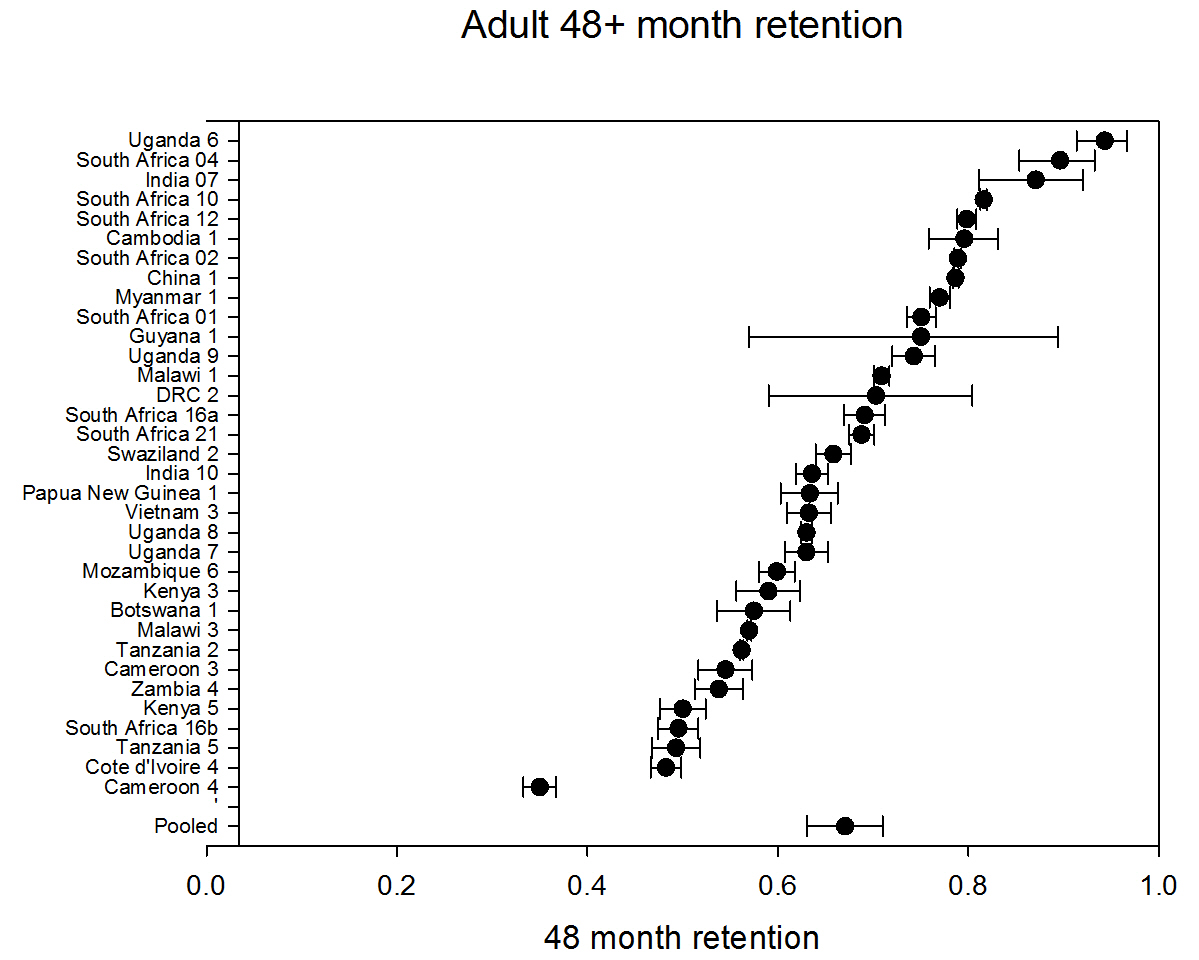 Adult 48+ month retention
Uganda 6
South Africa 04
India 07
South Africa 10
South Africa 12
Cambodia 1
South Africa 02
China 1
Myanmar 1
South Africa 01
Guyana 1
Uganda 9
Malawi 1
DRC 2
South Africa 16a
South Africa 21
Swaziland 2
India 10
Papua New Guinea 1
Vietnam 3
Uganda 8
Uganda 7
Mozambique 6
Kenya 3
Botswana 1
Malawi 3
Tanzania 2
Cameroon 3
Zambia 4
Kenya 5
South Africa 16b
Tanzania 5
Cote d'Ivoire 4
Cameroon 4
'
Pooled
0.0 0.2 0.4 0.6 0.8 1.0
48 month retention